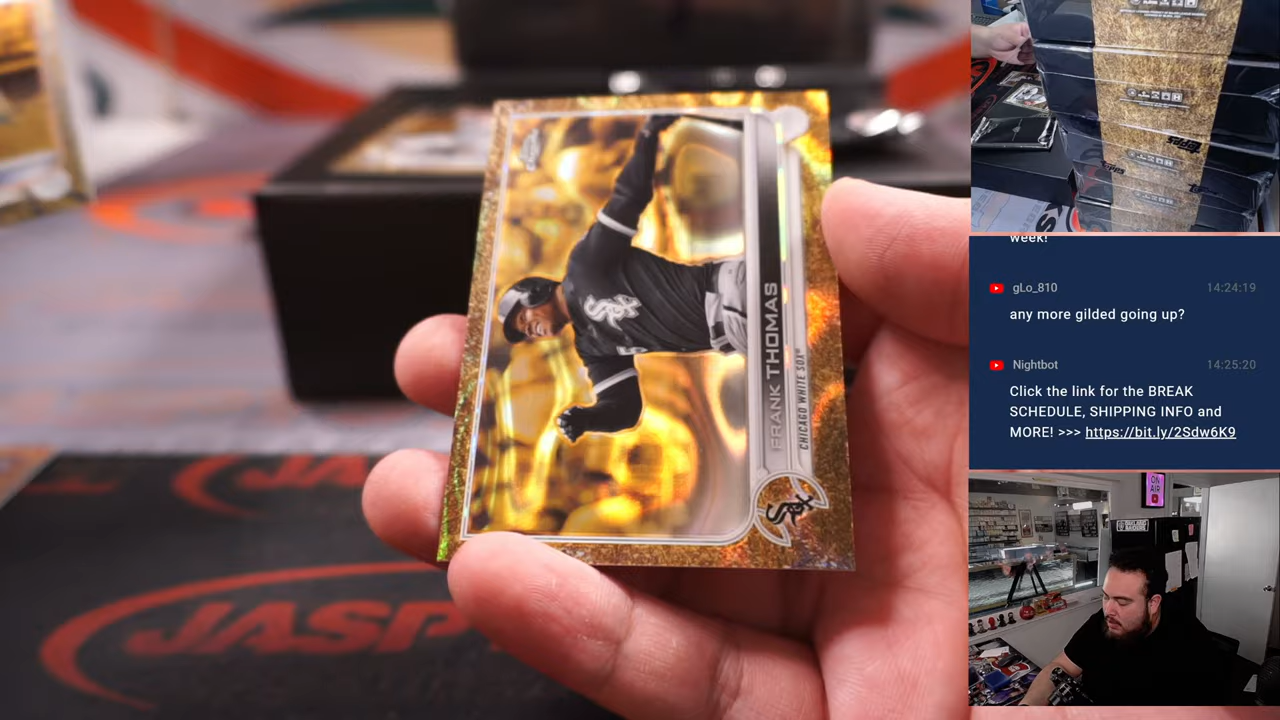 FRANK THOMAS
CHICAGO WHITE SOX
Sox
JASP
week!
gLo_810
14:24:19
any more gilded going up?
Nightbot
14:25:20
Click the link for the BREAK
SCHEDULE, SHIPPING INFO and
MORE! >>> https://bit.ly/2Sdw6K9
ON
AIR